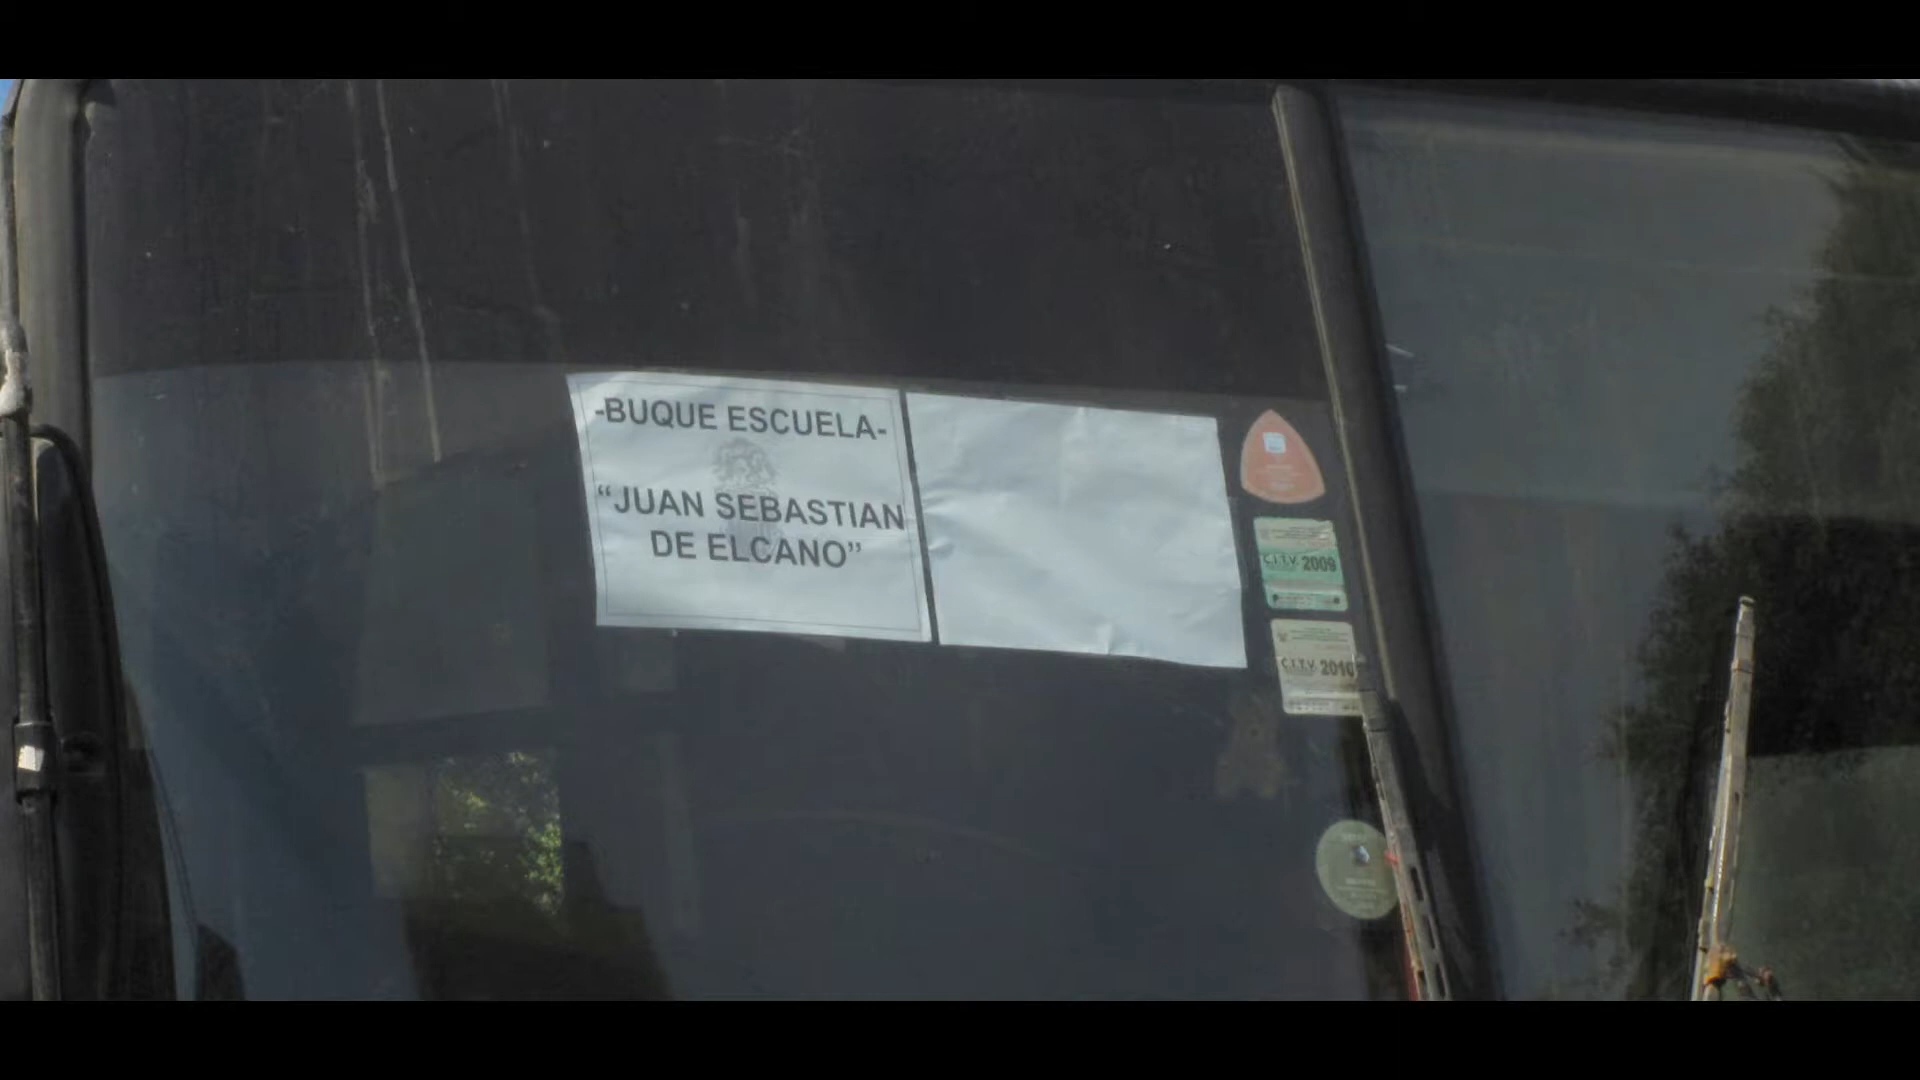 -BUQUE ESCUELA-
“JUAN SEBASTIAN
DE ELCANO”
C.I.T.V. 2009
C.I.T.V. 2010